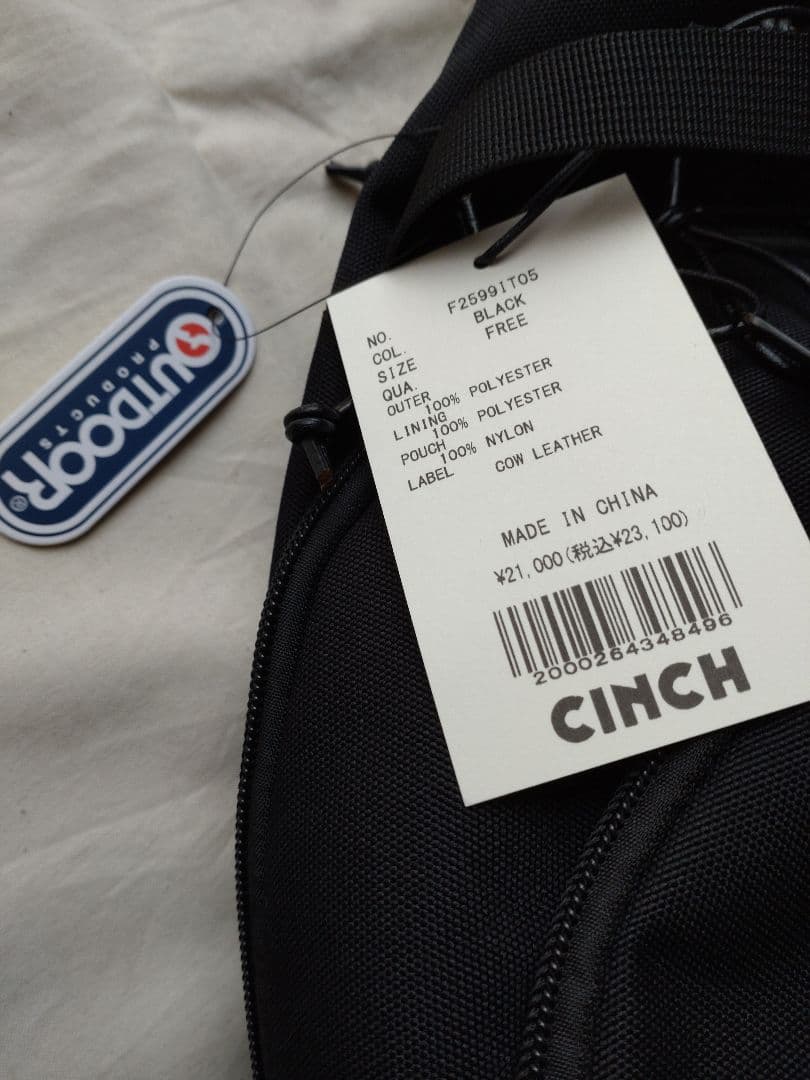 OUTDOOR
PRODUCTS
®
NO. F2599IT05
COL. BLACK
SIZE FREE
QUA.
OUTER
100% POLYESTER
LINING
100% POLYESTER
POUCH
100% NYLON
LABEL COW LEATHER
MADE IN CHINA
¥21,000(税込¥23,100)
2000264348496
CINCH